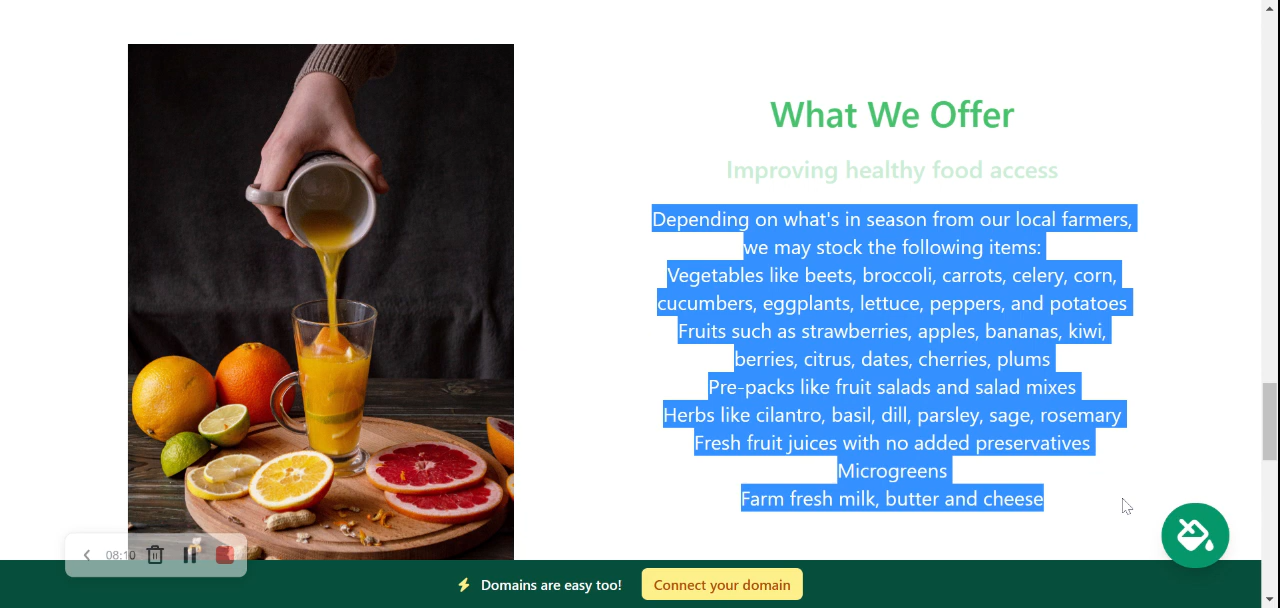 What We Offer
Improving healthy food access
Depending on what's in season from our local farmers,
we may stock the following items:
Vegetables like beets, broccoli, carrots, celery, corn,
cucumbers, eggplants, lettuce, peppers, and potatoes
Fruits such as strawberries, apples, bananas, kiwi,
berries, citrus, dates, cherries, plums
Pre-packs like fruit salads and salad mixes
Herbs like cilantro, basil, dill, parsley, sage, rosemary
Fresh fruit juices with no added preservatives
Microgreens
Farm fresh milk, butter and cheese
08:10
Domains are easy too!
Connect your domain